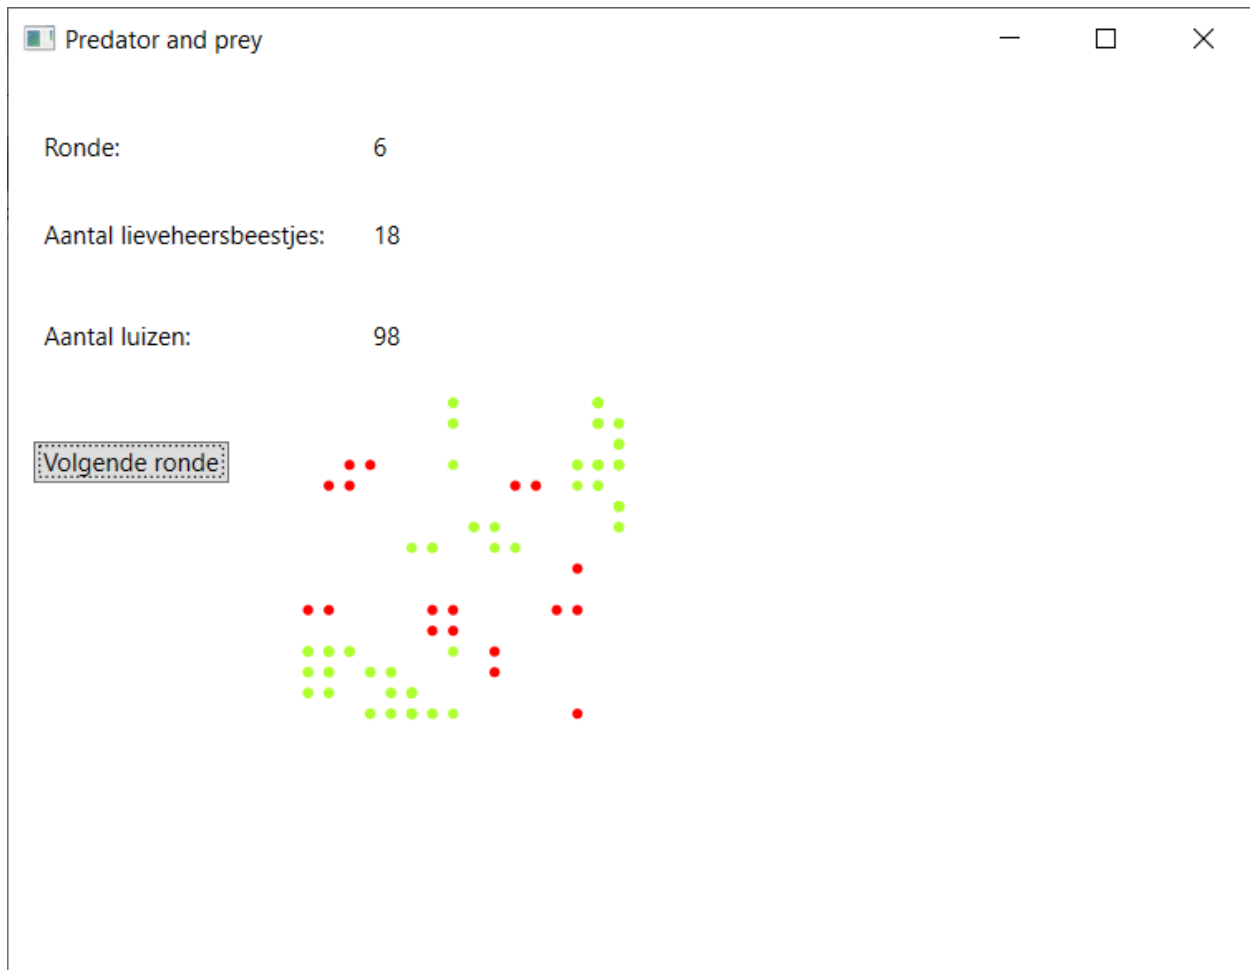 Predator and prey
Ronde: 6
Aantal lieveheersbeestjes: 18
Aantal luizen: 98
Volgende ronde